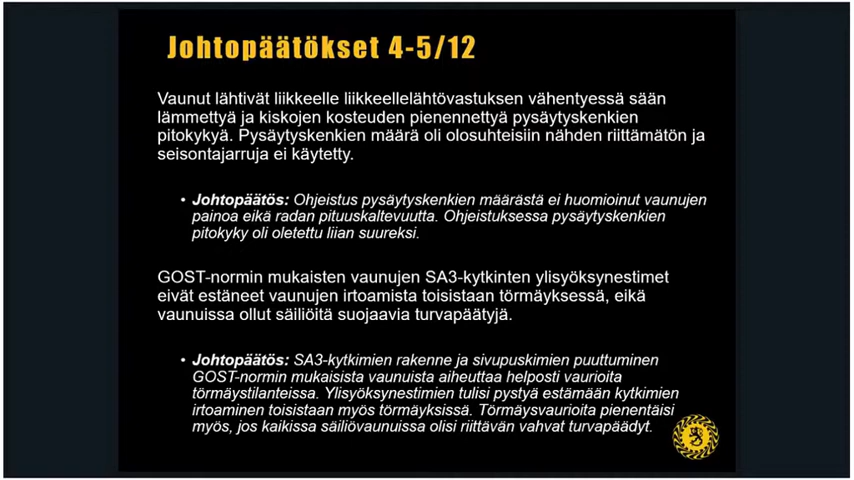 Johtopäätökset 4-5/12
Vaunut lähtivät liikkeelle liikkeellelähtövastuksen vähentyessä sään
lämmettyä ja kiskojen kosteuden pienennettyä pysäytyskenkien
pitokykyä. Pysäytyskenkien määrä oli olosuhteisiin nähden riittämätön ja
seisontajarruja ei käytetty.
• Johtopäätös: Ohjeistus pysäytyskenkien määrästä ei huomioinut vaunujen
painoa eikä radan pituuskaltevuutta. Ohjeistuksessa pysäytyskenkien
pitokyky oli oletettu liian suureksi.
GOST-normin mukaisten vaunujen SA3-kytkinten ylisyöksynestimet
eivät estäneet vaunujen irtoamista toisistaan törmäyksessä, eikä
vaunuissa ollut säiliöitä suojaavia turvapäätyjä.
• Johtopäätös: SA3-kytkimien rakenne ja sivupuskimien puuttuminen
GOST-normin mukaisista vaunuista aiheuttaa helposti vaurioita
törmäystilanteissa. Ylisyöksynestimien tulisi pystyä estämään kytkimien
irtoaminen toisistaan myös törmäyksissä. Törmäysvaurioita pienentäisi
myös, jos kaikissa säiliövaunuissa olisi riittävän vahvat turvapäädyt.